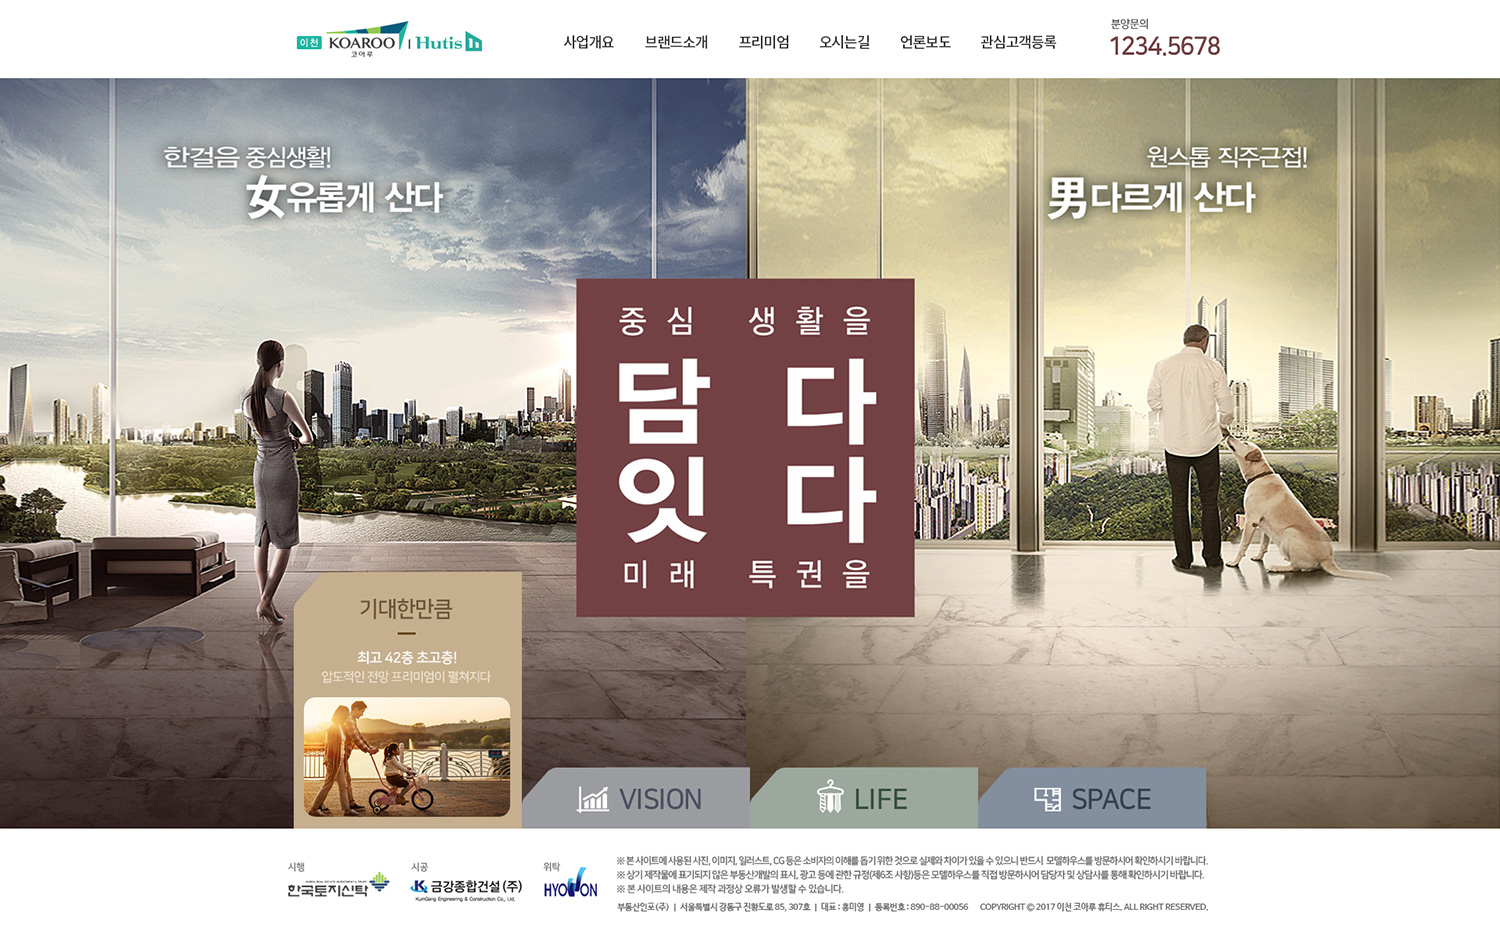 이천 KOAROO 코아루 | Hutis
사업개요 브랜드소개 프리미엄 오시는길 언론보도 관심고객등록
분양문의
1234.5678
한걸음 중심생활!
女유롭게 산다
원스톱 직주근접!
男다르게 산다
중심 생활을
담다
잇다
미래 특권을
기대한만큼
최고 42층 초고층!
압도적인 전망 프리미엄이 펼쳐지다
VISION
LIFE
SPACE
시행
한국토지신탁
시공
금강종합건설(주)
KumGang Engineering & Construction Co., Ltd.
위탁
HYOWON
※ 본 사이트에 사용된 사진, 이미지, 일러스트, CG 등은 소비자의 이해를 돕기 위한 것으로 실제와 차이가 있을 수 있으니 반드시 모델하우스를 방문하시어 확인하시기 바랍니다.
※ 상기 제작물에 표기되지 않은 부동산개발의 표시, 광고 등에 관한 규정(제6조 사항)등은 모델하우스를 직접 방문하시어 담당자 및 상담사를 통해 확인하시기 바랍니다.
※ 본 사이트의 내용은 제작 과정상 오류가 발생할 수 있습니다.
부동산인포(주) | 서울특별시 강동구 진황도로 85, 307호 | 대표 : 홍미영 | 등록번호 : 890-88-00056 COPYRIGHT © 2017 이천 코아루 휴티스. ALL RIGHT RESERVED.